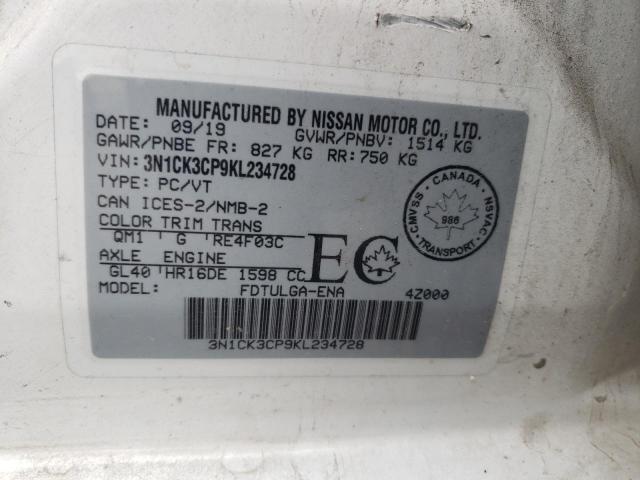 MANUFACTURED BY NISSAN MOTOR CO., LTD.
DATE: 09/19 GVWR/PNBV: 1514 KG
GAWR/PNBE FR: 827 KG RR: 750 KG
VIN: 3N1CK3CP9KL234728
TYPE: PC/VT
CAN ICES-2/NMB-2
COLOR TRIM TRANS
QM1 G RE4F03C
AXLE ENGINE
GL40 HR16DE 1598 CC
EC
MODEL: FDTULGA-ENA 4Z000
3N1CK3CP9KL234728
CANADA
CMVSS NSVAC
986
TRANSPORT